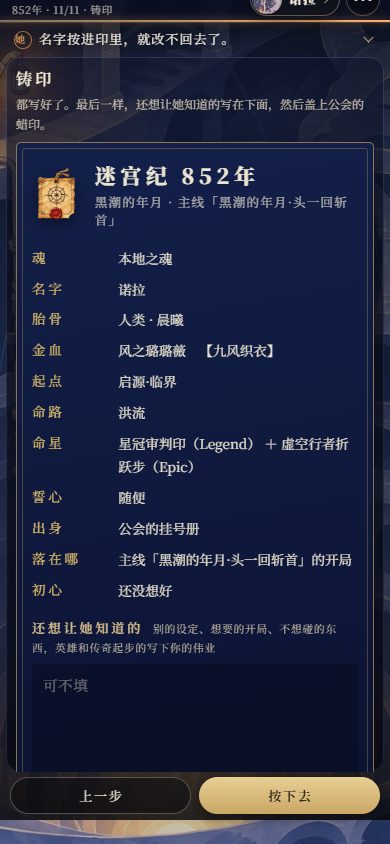 852年 · 11/11 · 铸印
她 名字按进印里，就改不回去了。
铸印
都写好了。最后一样，还想让她知道的写在下面，然后盖上公会的
蜡印。
迷宫纪 852年
黑潮的年月 · 主线「黑潮的年月·头一回斩
首」
魂 本地之魂
名字 诺拉
胎骨 人类 · 晨曦
金血 风之璐璐薇 【九风织衣】
起点 启源·临界
命路 洪流
命星 星冠审判印（Legend） ＋ 虚空行者折
跃步（Epic）
誓心 随便
出身 公会的挂号册
落在哪 主线「黑潮的年月·头一回斩首」的开局
初心 还没想好
还想让她知道的 别的设定、想要的开局、不想碰的东
西，英雄和传奇起步的写下你的伟业
可不填
上一步 按下去